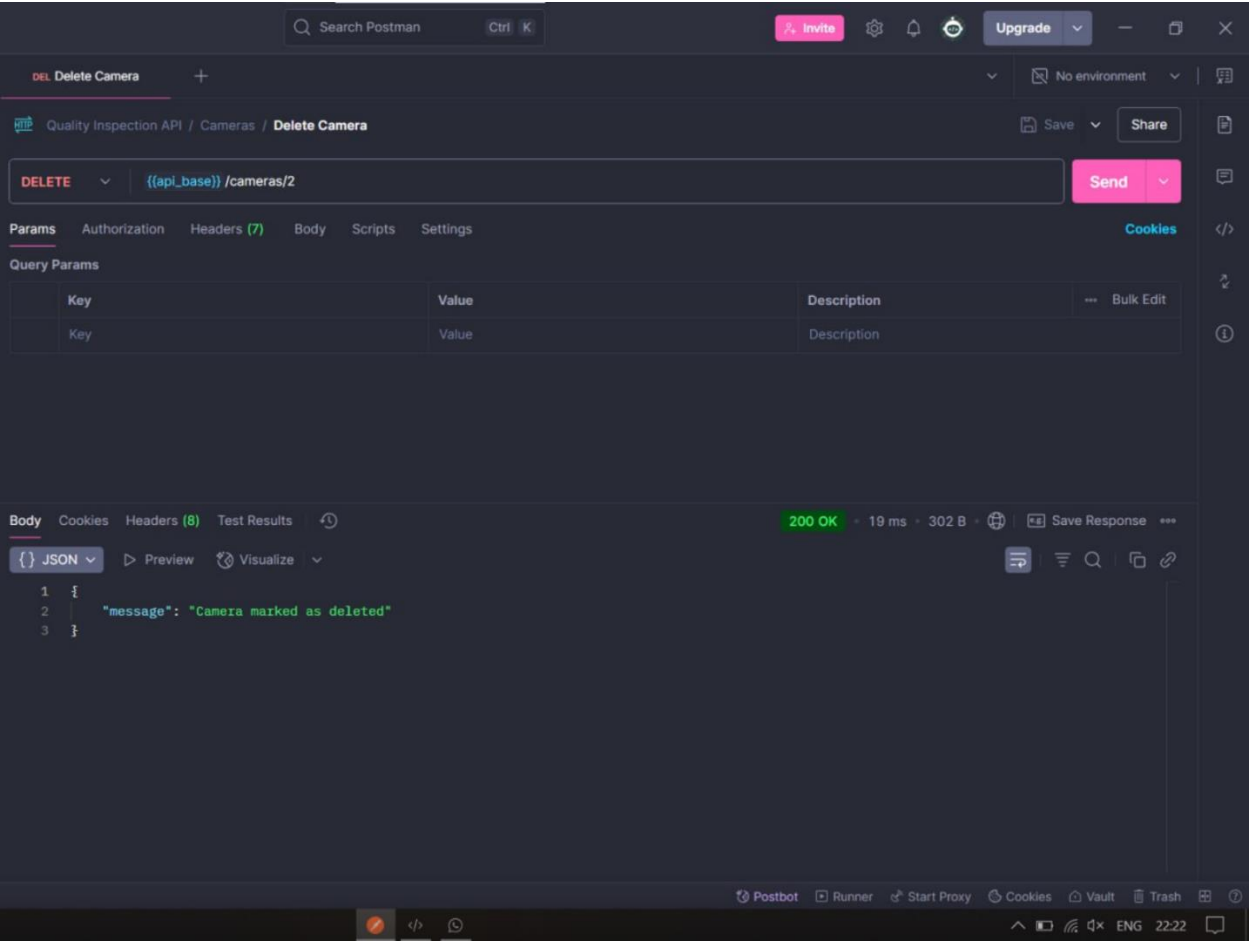 Search Postman Ctrl K Invite Upgrade
DEL Delete Camera No environment
HTTP Quality Inspection API / Cameras / Delete Camera Save Share
DELETE {{api_base}} /cameras/2 Send
Params Authorization Headers (7) Body Scripts Settings Cookies
Query Params
Key Value Description Bulk Edit
Key Value Description
Body Cookies Headers (8) Test Results 200 OK 19 ms 302 B e.g. Save Response
{} JSON Preview Visualize
1 {
2 "message": "Camera marked as deleted"
3 }
Postbot Runner Start Proxy Cookies Vault Trash
ENG 22:22